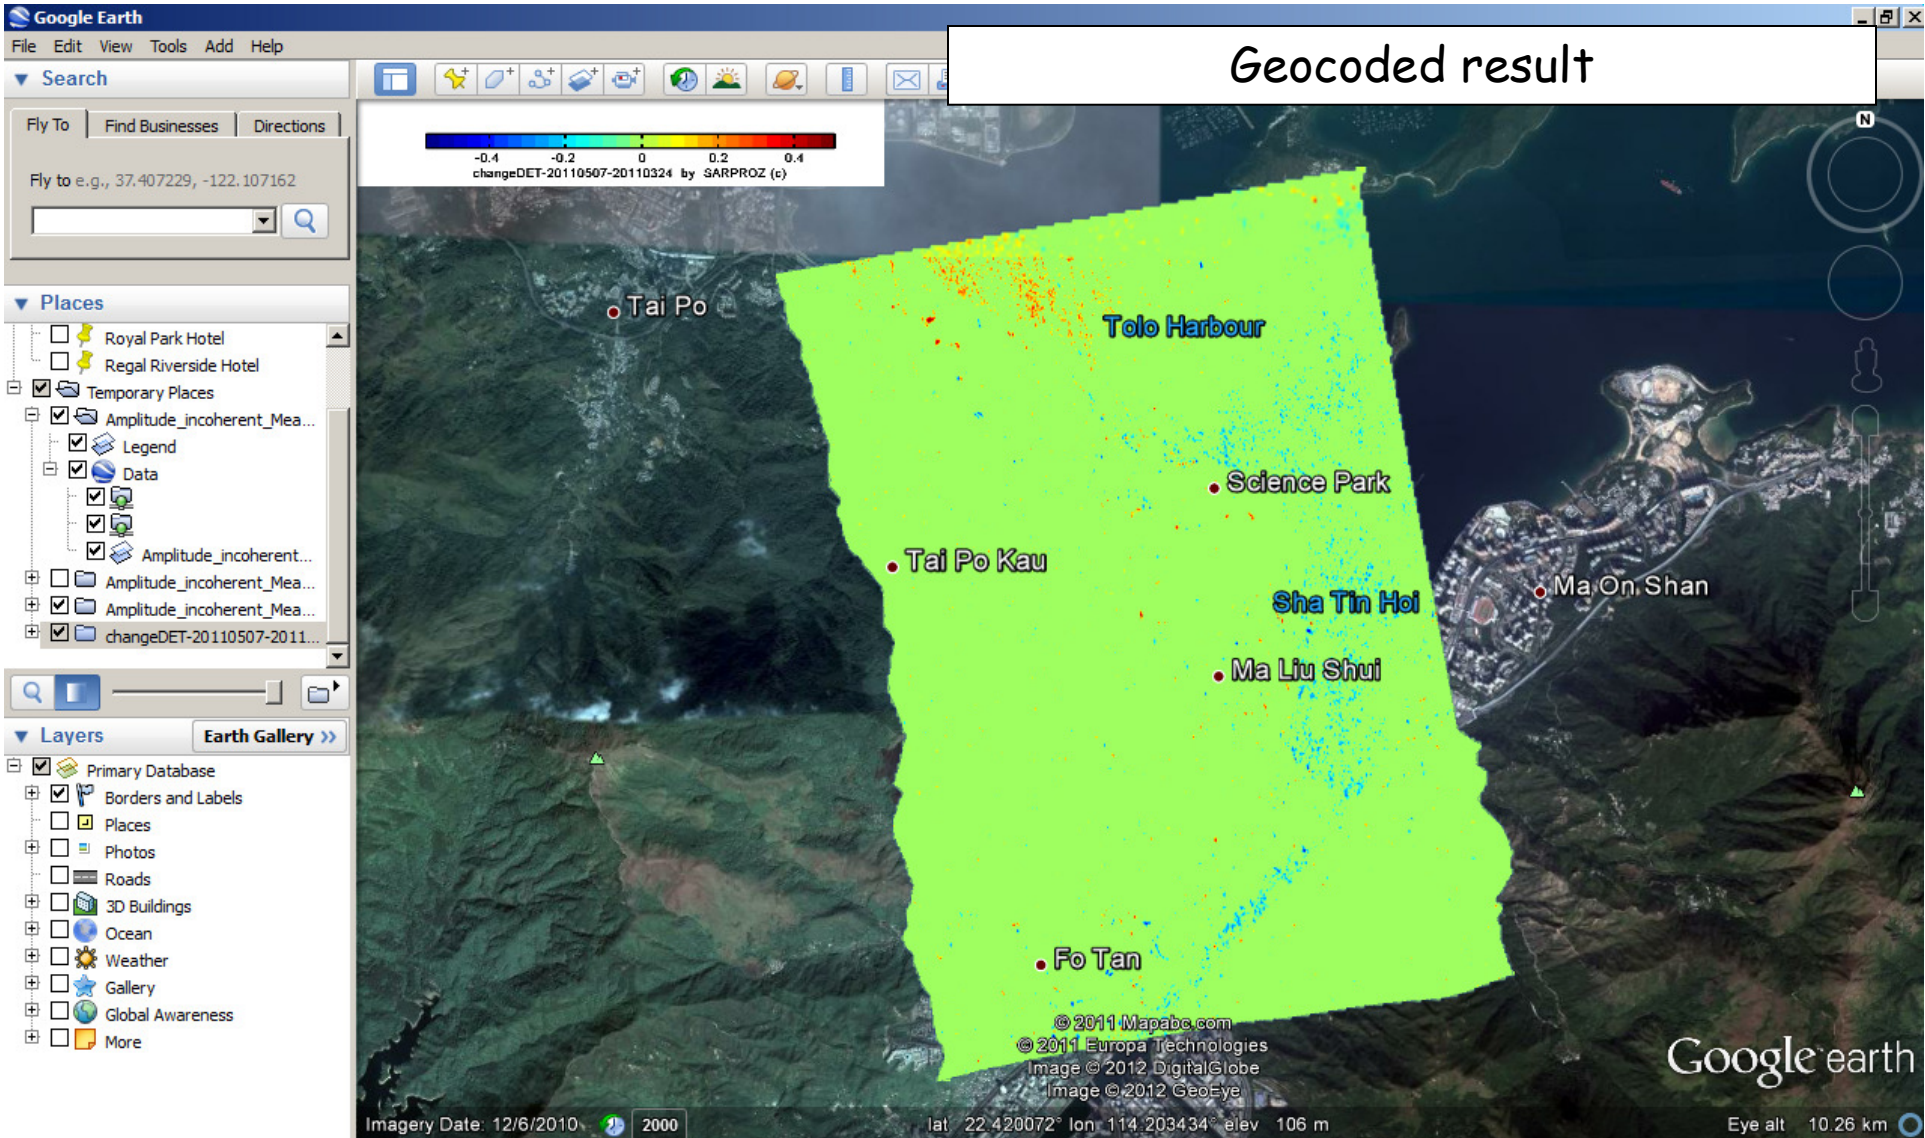 Google Earth
File Edit View Tools Add Help
Geocoded result
Search
Fly To Find Businesses Directions
Fly to e.g., 37.407229, -122.107162
Places
Royal Park Hotel
Regal Riverside Hotel
Temporary Places
Amplitude_incoherent_Mea...
Legend
Data
Amplitude_incoherent...
Amplitude_incoherent_Mea...
Amplitude_incoherent_Mea...
changeDET-20110507-2011...
Layers
Earth Gallery >>
Primary Database
Borders and Labels
Places
Photos
Roads
3D Buildings
Ocean
Weather
Gallery
Global Awareness
More
-0.4 -0.2 0 0.2 0.4
changeDET-20110507-20110324 by SARPROZ (c)
N
Tai Po
Tolo Harbour
Science Park
Tai Po Kau
Ma On Shan
Sha Tin Hoi
Ma Liu Shui
Fo Tan
© 2011 Mapabc.com
© 2011 Europa Technologies
Image © 2012 DigitalGlobe
Image © 2012 GeoEye
Google earth
Imagery Date: 12/6/2010 2000 lat 22.420072° lon 114.203434° elev 106 m Eye alt 10.26 km